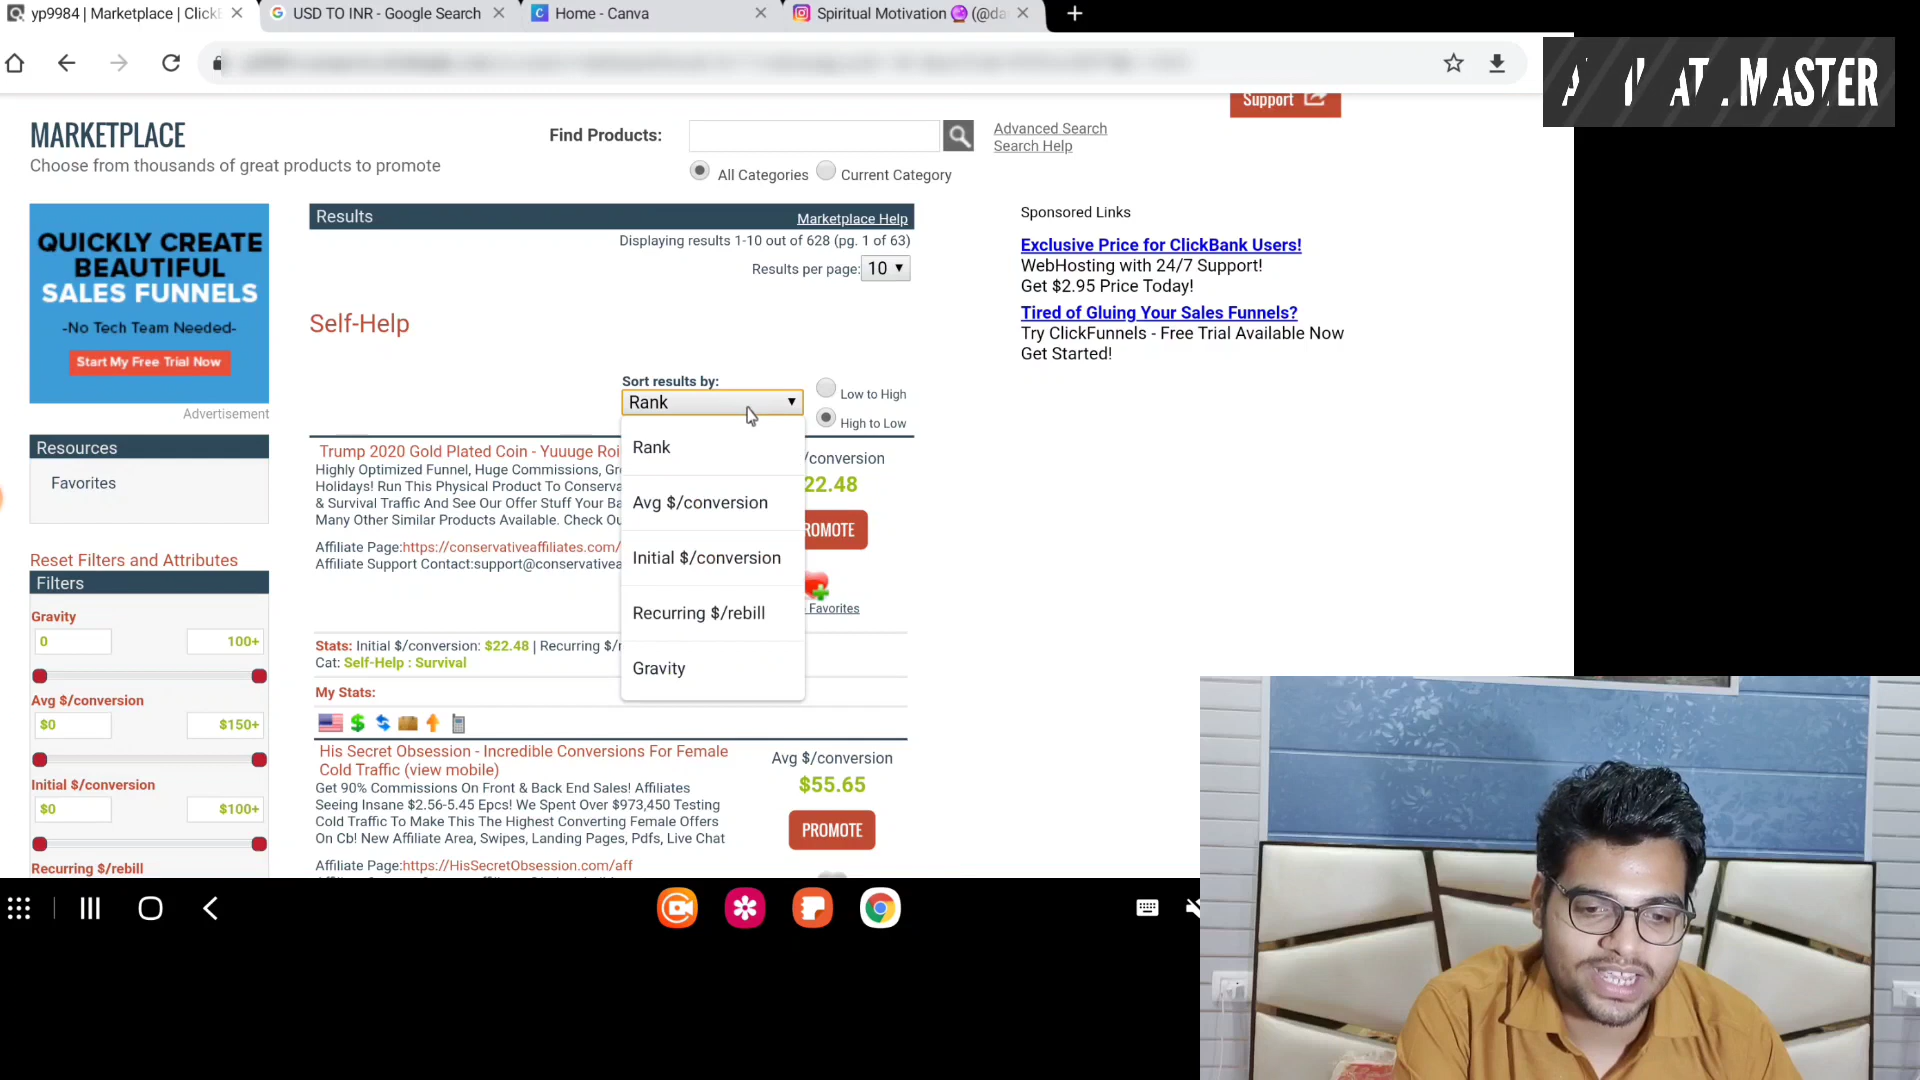 yp9984 | Marketplace | Click
USD TO INR - Google Search
Home - Canva
Spiritual Motivation 🔮 (@da
MASTER
Support
MARKETPLACE
Choose from thousands of great products to promote
Find Products:
Advanced Search
Search Help
All Categories
Current Category
QUICKLY CREATE
BEAUTIFUL
SALES FUNNELS
-No Tech Team Needed-
Start My Free Trial Now
Advertisement
Results
Marketplace Help
Displaying results 1-10 out of 628 (pg. 1 of 63)
Results per page: 10
Self-Help
Sort results by:
Rank
Low to High
High to Low
Rank
Avg $/conversion
Initial $/conversion
Recurring $/rebill
Gravity
Sponsored Links
Exclusive Price for ClickBank Users!
WebHosting with 24/7 Support!
Get $2.95 Price Today!
Tired of Gluing Your Sales Funnels?
Try ClickFunnels - Free Trial Available Now
Get Started!
Resources
Favorites
Reset Filters and Attributes
Filters
Gravity
0
100+
Avg $/conversion
$0
$150+
Initial $/conversion
$0
$100+
Recurring $/rebill
Trump 2020 Gold Plated Coin - Yuuuge Roi
Highly Optimized Funnel, Huge Commissions, Gr
Holidays! Run This Physical Product To Conserva
& Survival Traffic And See Our Offer Stuff Your Ba
Many Other Similar Products Available. Check Ou
/conversion
22.48
ROMOTE
Affiliate Page:https://conservativeaffiliates.com/
Affiliate Support Contact:support@conservativea
Favorites
Stats: Initial $/conversion: $22.48 | Recurring $/r
Cat: Self-Help : Survival
My Stats:
His Secret Obsession - Incredible Conversions For Female
Cold Traffic (view mobile)
Get 90% Commissions On Front & Back End Sales! Affiliates
Seeing Insane $2.56-5.45 Epcs! We Spent Over $973,450 Testing
Cold Traffic To Make This The Highest Converting Female Offers
On Cb! New Affiliate Area, Swipes, Landing Pages, Pdfs, Live Chat
Avg $/conversion
$55.65
PROMOTE
Affiliate Page:https://HisSecretObsession.com/aff